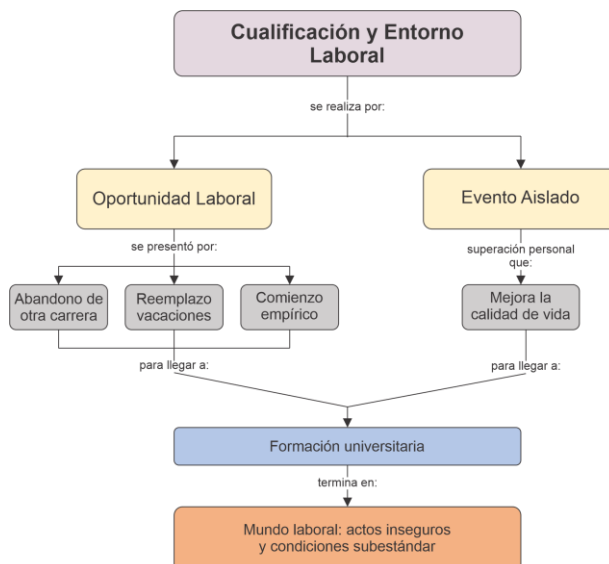 Cualificación y Entorno
Laboral
se realiza por:
Oportunidad Laboral
Evento Aislado
se presentó por:
superación personal
que:
Abandono de
otra carrera
Reemplazo
vacaciones
Comienzo
empírico
Mejora la
calidad de vida
para llegar a:
para llegar a:
Formación universitaria
termina en:
Mundo laboral: actos inseguros
y condiciones subestándar